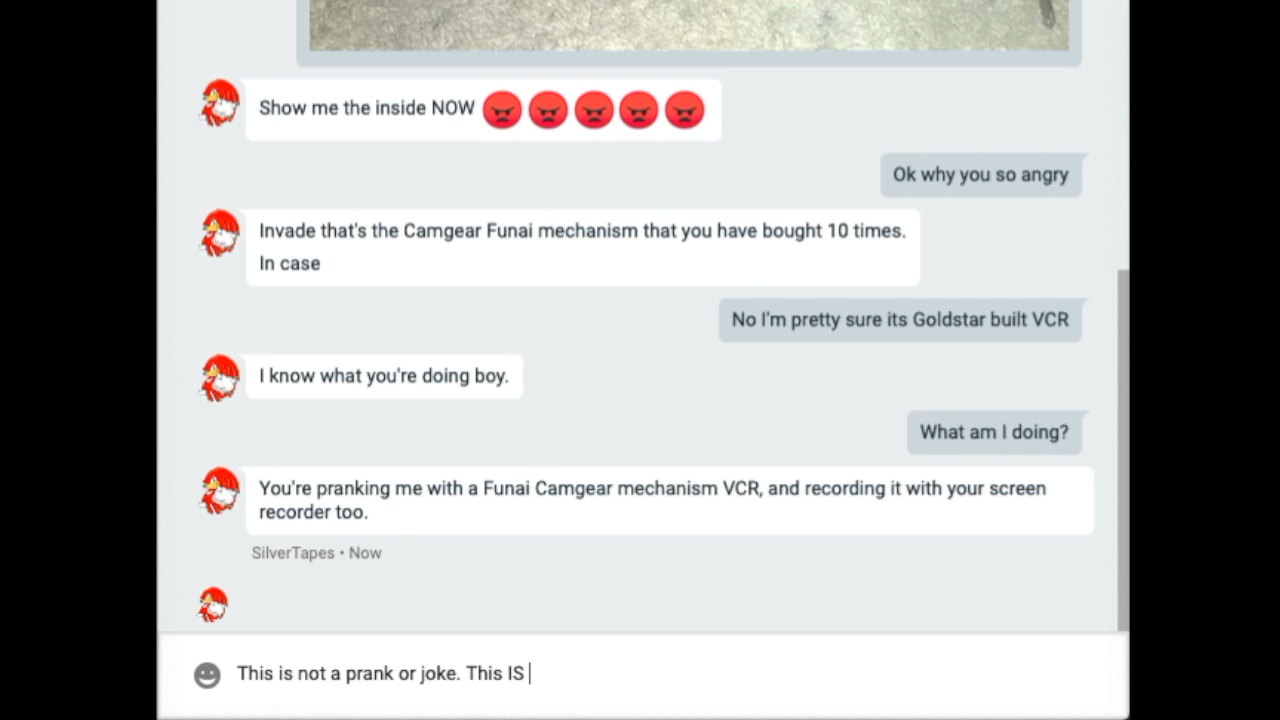 Show me the inside NOW 😡😡😡😡😡
Ok why you so angry
Invade that's the Camgear Funai mechanism that you have bought 10 times.
In case
No I'm pretty sure its Goldstar built VCR
I know what you're doing boy.
What am I doing?
You're pranking me with a Funai Camgear mechanism VCR, and recording it with your screen
recorder too.
SilverTapes • Now
This is not a prank or joke. This IS